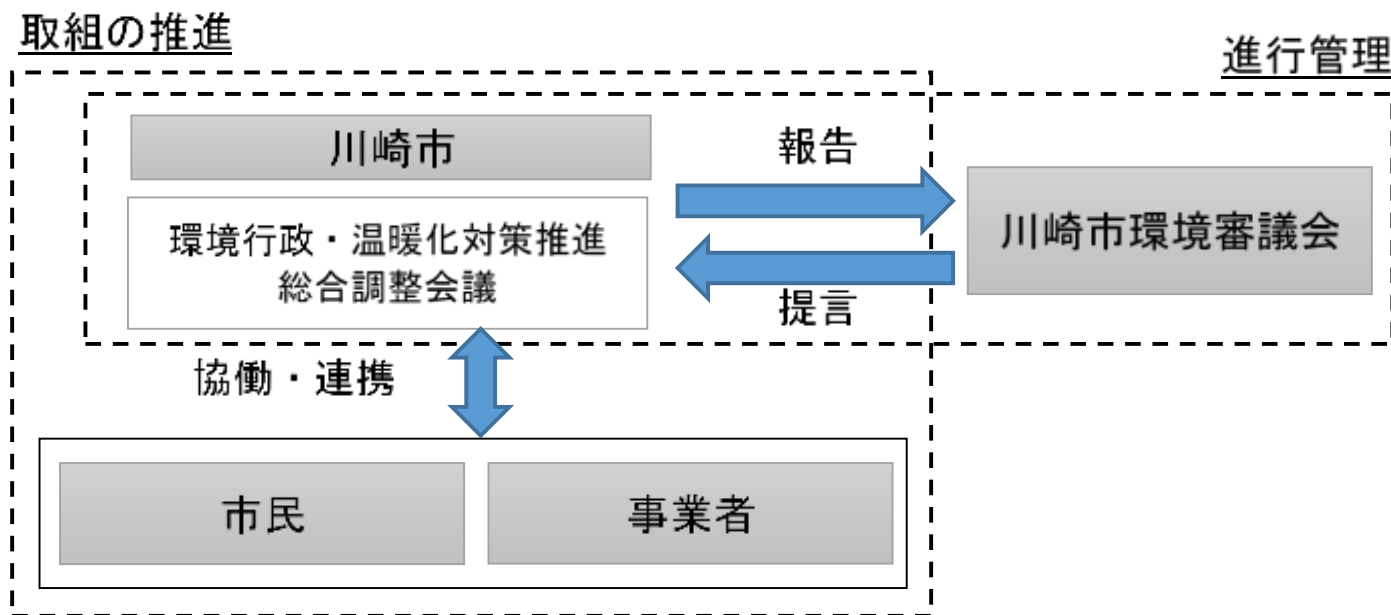 取組の推進
進行管理
川崎市
報告
環境行政・温暖化対策推進
総合調整会議
川崎市環境審議会
提言
協働・連携
市民
事業者